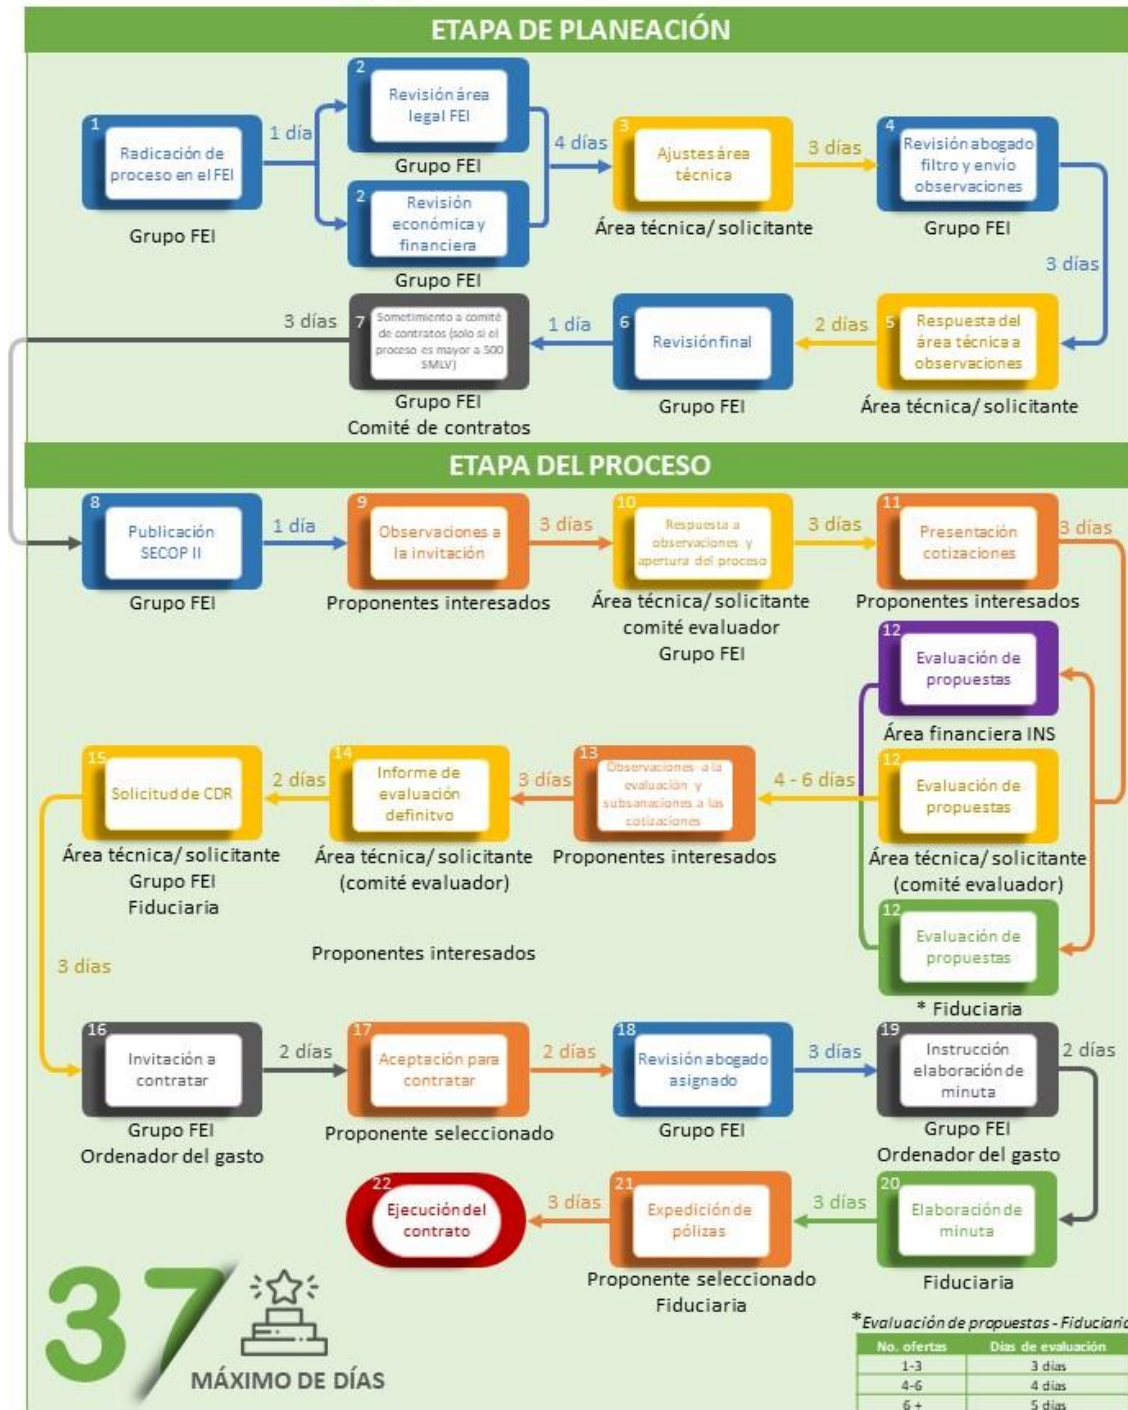 ETAPA DE PLANEACIÓN
1
Radicación de
proceso en el FEI
Grupo FEI
1 día
2
Revisión área
legal FEI
Grupo FEI
2
Revisión
económica y
financiera
Grupo FEI
4 días
3
Ajustes área
técnica
Área técnica/ solicitante
3 días
4
Revisión abogado
filtro y envío
observaciones
Grupo FEI
3 días
5
Respuesta del
área técnica a
observaciones
Área técnica/ solicitante
2 días
6
Revisión final
Grupo FEI
1 día
7
Sometimiento a comité
de contratos (solo si el
proceso es mayor a 500
SMLV)
Grupo FEI
Comité de contratos
3 días
ETAPA DEL PROCESO
8
Publicación
SECOP II
Grupo FEI
1 día
9
Observaciones a
la invitación
Proponentes interesados
3 días
10
Respuesta a
observaciones y
apertura del proceso
Área técnica/ solicitante
comité evaluador
Grupo FEI
3 días
11
Presentación
cotizaciones
Proponentes interesados
3 días
12
Evaluación de
propuestas
Área financiera INS
12
Evaluación de
propuestas
Área técnica/ solicitante
(comité evaluador)
12
Evaluación de
propuestas
* Fiduciaria
4 - 6 días
13
Observaciones a la
evaluación y
subsanaciones a las
cotizaciones
Proponentes interesados
3 días
14
Informe de
evaluación
definitvo
Área técnica/ solicitante
(comité evaluador)
2 días
15
Solicitud de CDR
Área técnica/ solicitante
Grupo FEI
Fiduciaria
Proponentes interesados
3 días
16
Invitación a
contratar
Grupo FEI
Ordenador del gasto
2 días
17
Aceptación para
contratar
Proponente seleccionado
2 días
18
Revisión abogado
asignado
Grupo FEI
3 días
19
Instrucción
elaboración de
minuta
Grupo FEI
Ordenador del gasto
2 días
20
Elaboración de
minuta
Fiduciaria
3 días
21
Expedición de
pólizas
Proponente seleccionado
Fiduciaria
3 días
22
Ejecución del
contrato
37
MÁXIMO DE DÍAS
*Evaluación de propuestas - Fiduciaria
No. ofertas Días de evaluación
1-3 3 días
4-6 4 días
6 + 5 días